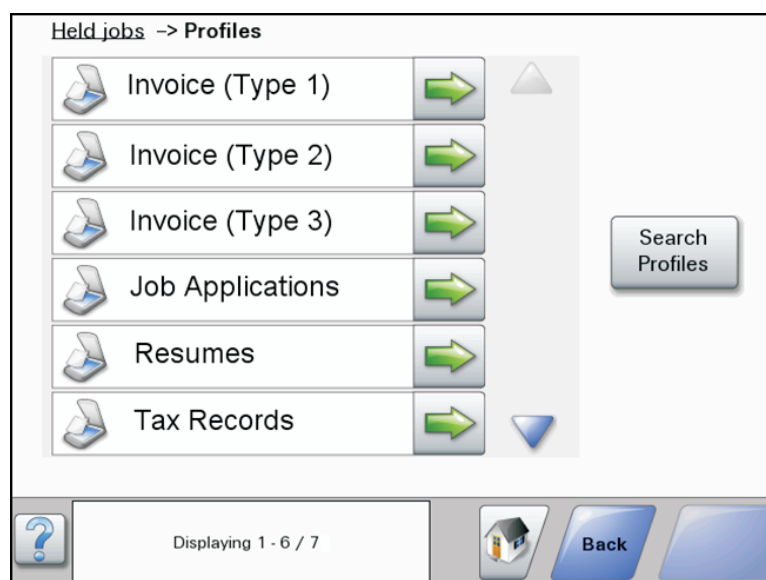 Held jobs -> Profiles
Invoice (Type 1)
Invoice (Type 2)
Invoice (Type 3)
Job Applications
Resumes
Tax Records
Search
Profiles
?
Displaying 1 - 6 / 7
Back